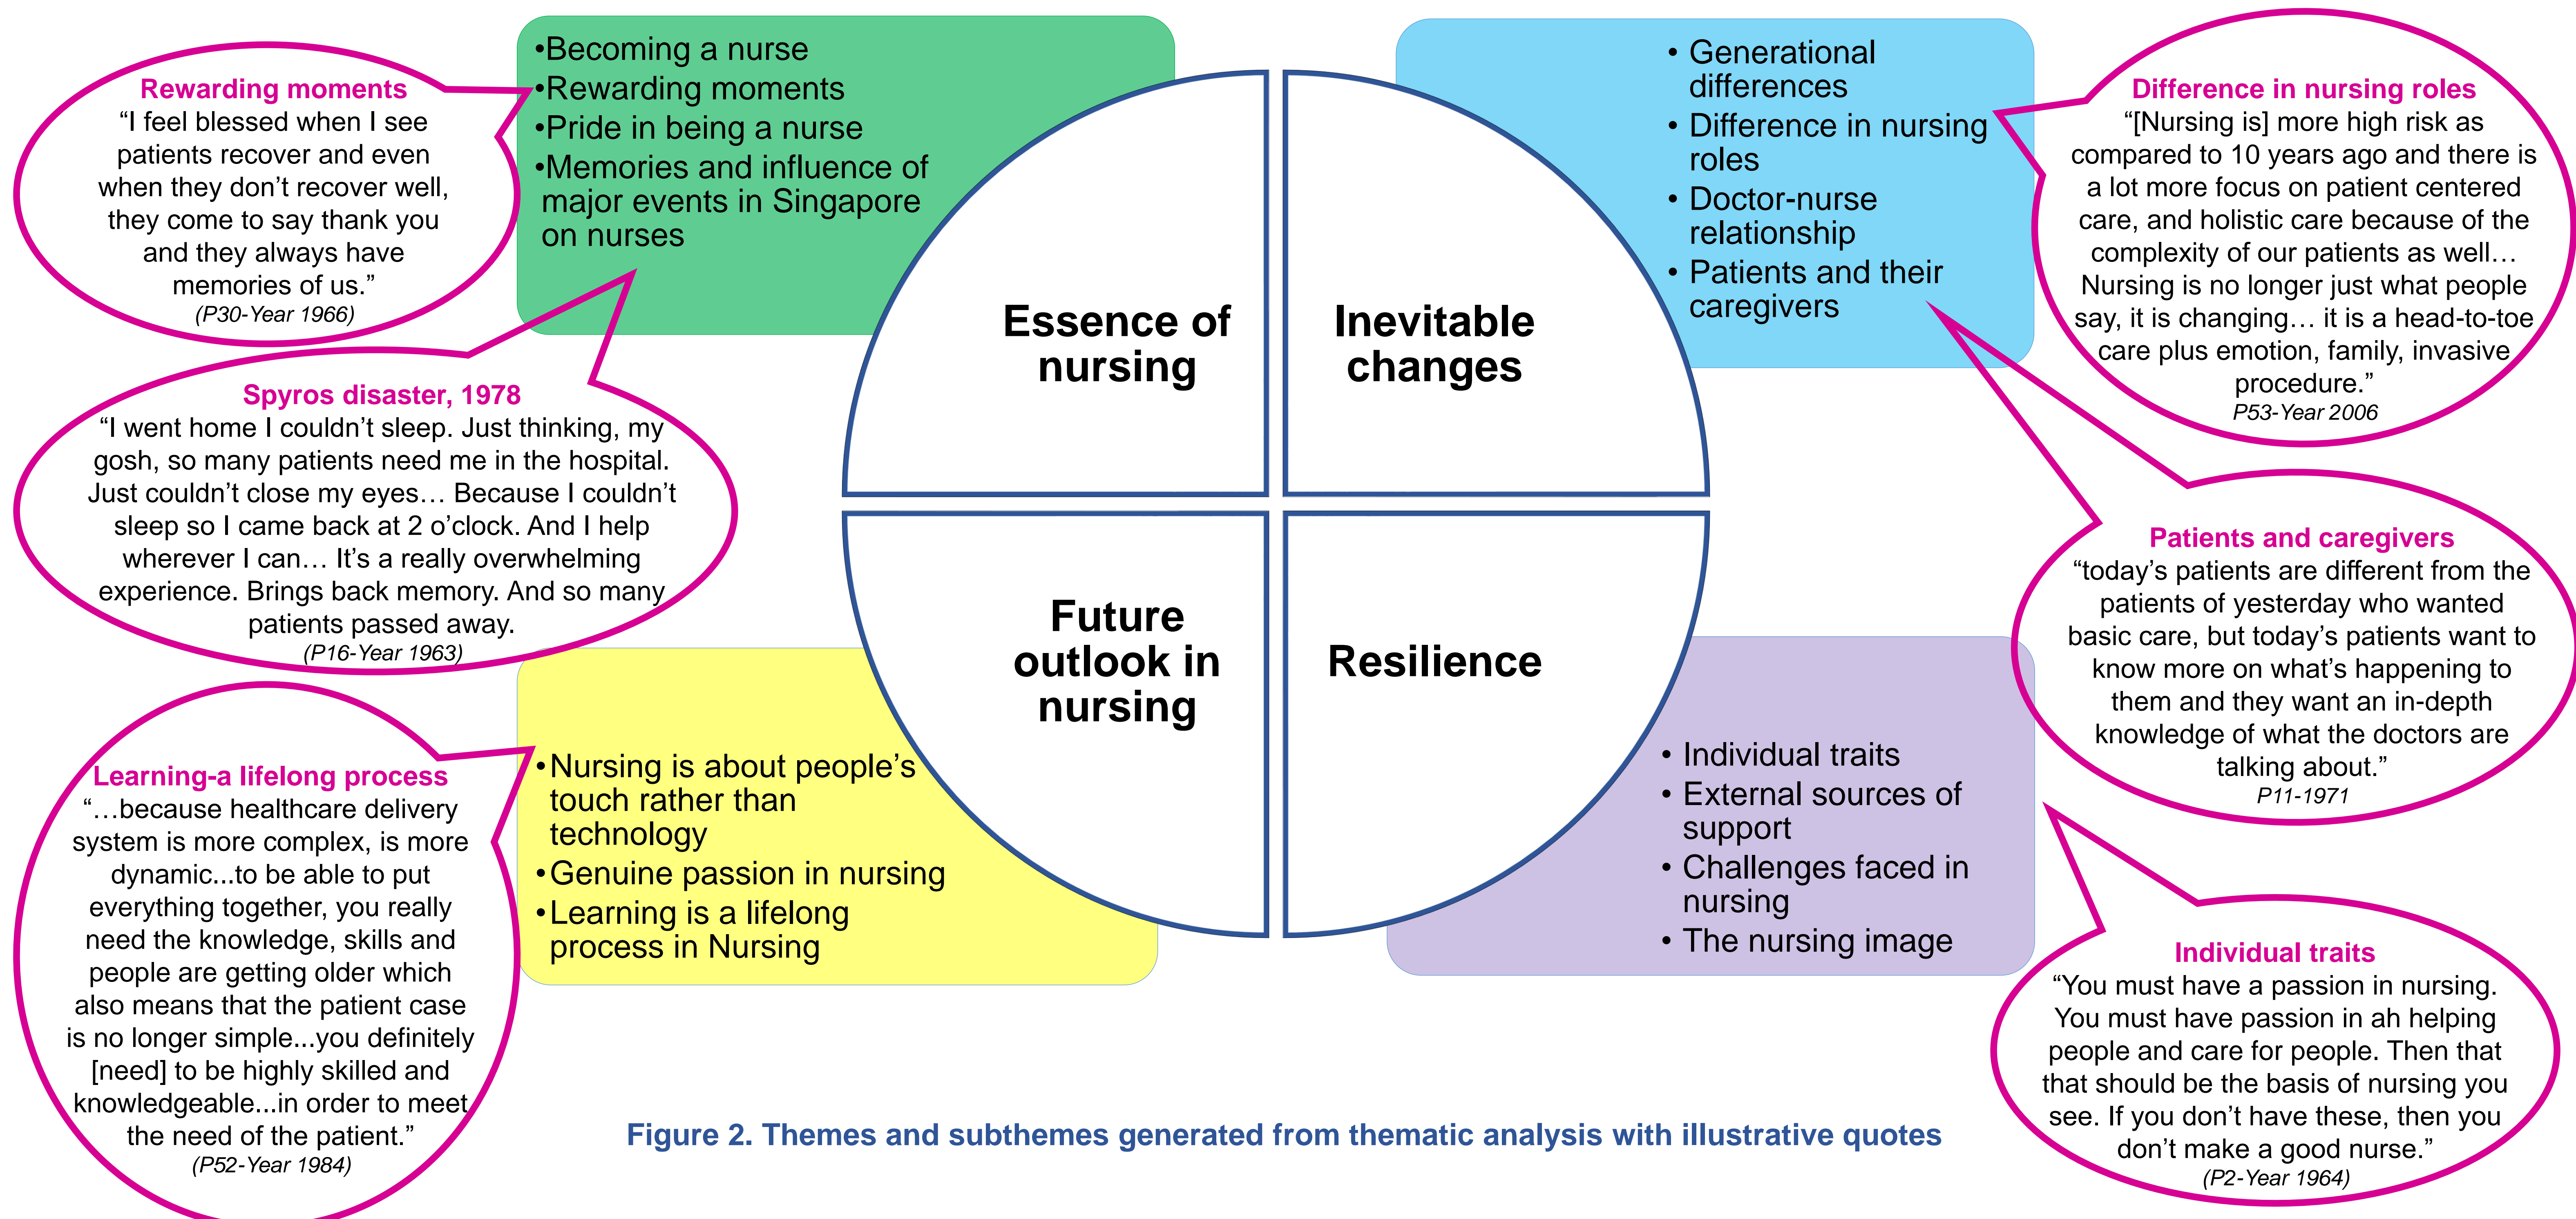 Rewarding moments
“I feel blessed when I see
patients recover and even
when they don’t recover well,
they come to say thank you
and they always have
memories of us.”
(P30-Year 1966)
•Becoming a nurse
•Rewarding moments
•Pride in being a nurse
•Memories and influence of
major events in Singapore
on nurses
• Generational
differences
• Difference in nursing
roles
• Doctor-nurse
relationship
• Patients and their
caregivers
Difference in nursing roles
“[Nursing is] more high risk as
compared to 10 years ago and there is
a lot more focus on patient centered
care, and holistic care because of the
complexity of our patients as well…
Nursing is no longer just what people
say, it is changing… it is a head-to-toe
care plus emotion, family, invasive
procedure.”
P53-Year 2006
Essence of
nursing
Inevitable
changes
Spyros disaster, 1978
“I went home I couldn’t sleep. Just thinking, my
gosh, so many patients need me in the hospital.
Just couldn’t close my eyes… Because I couldn’t
sleep so I came back at 2 o’clock. And I help
wherever I can… It’s a really overwhelming
experience. Brings back memory. And so many
patients passed away.
(P16-Year 1963)
Future
outlook in
nursing
Resilience
Patients and caregivers
“today’s patients are different from the
patients of yesterday who wanted
basic care, but today’s patients want to
know more on what’s happening to
them and they want an in-depth
knowledge of what the doctors are
talking about.”
P11-1971
Learning-a lifelong process
“…because healthcare delivery
system is more complex, is more
dynamic...to be able to put
everything together, you really
need the knowledge, skills and
people are getting older which
also means that the patient case
is no longer simple...you definitely
[need] to be highly skilled and
knowledgeable...in order to meet
the need of the patient.”
(P52-Year 1984)
•Nursing is about people’s
touch rather than
technology
•Genuine passion in nursing
•Learning is a lifelong
process in Nursing
• Individual traits
• External sources of
support
• Challenges faced in
nursing
• The nursing image
Individual traits
“You must have a passion in nursing.
You must have passion in ah helping
people and care for people. Then that
that should be the basis of nursing you
see. If you don’t have these, then you
don’t make a good nurse.”
(P2-Year 1964)
Figure 2. Themes and subthemes generated from thematic analysis with illustrative quotes